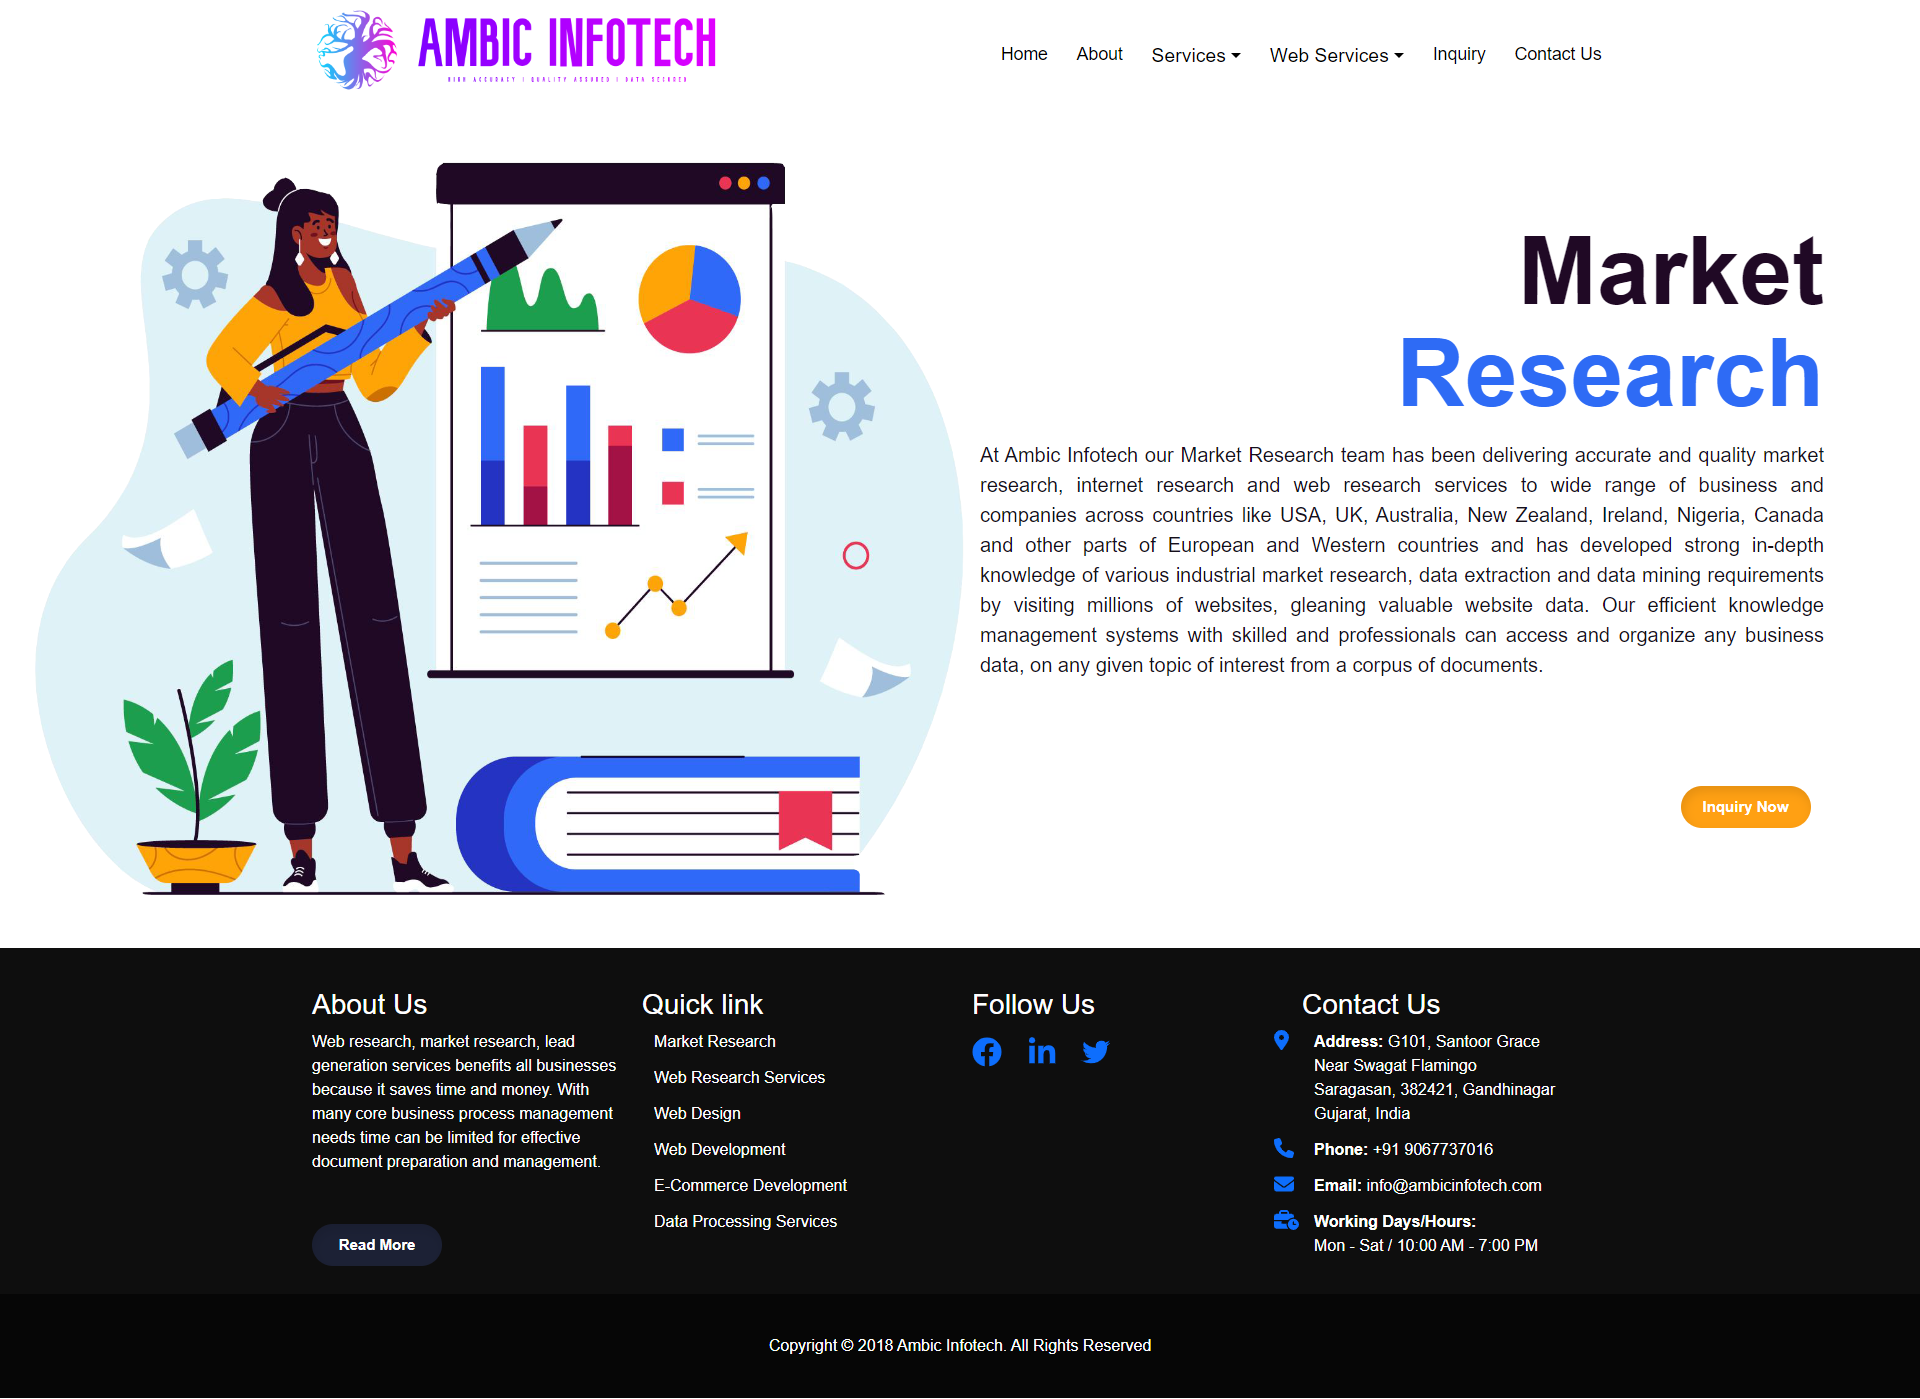 AMBIC INFOTECH
HIGH ACCURACY | QUALITY ASSURED | DATA SECURED
Home
About
Services
Web Services
Inquiry
Contact Us
Market
Research
At Ambic Infotech our Market Research team has been delivering accurate and quality market
research, internet research and web research services to wide range of business and
companies across countries like USA, UK, Australia, New Zealand, Ireland, Nigeria, Canada
and other parts of European and Western countries and has developed strong in-depth
knowledge of various industrial market research, data extraction and data mining requirements
by visiting millions of websites, gleaning valuable website data. Our efficient knowledge
management systems with skilled and professionals can access and organize any business
data, on any given topic of interest from a corpus of documents.
Inquiry Now
About Us
Web research, market research, lead
generation services benefits all businesses
because it saves time and money. With
many core business process management
needs time can be limited for effective
document preparation and management.
Read More
Quick link
Market Research
Web Research Services
Web Design
Web Development
E-Commerce Development
Data Processing Services
Follow Us
Contact Us
Address: G101, Santoor Grace
Near Swagat Flamingo
Saragasan, 382421, Gandhinagar
Gujarat, India
Phone: +91 9067737016
Email: info@ambicinfotech.com
Working Days/Hours:
Mon - Sat / 10:00 AM - 7:00 PM
Copyright © 2018 Ambic Infotech. All Rights Reserved